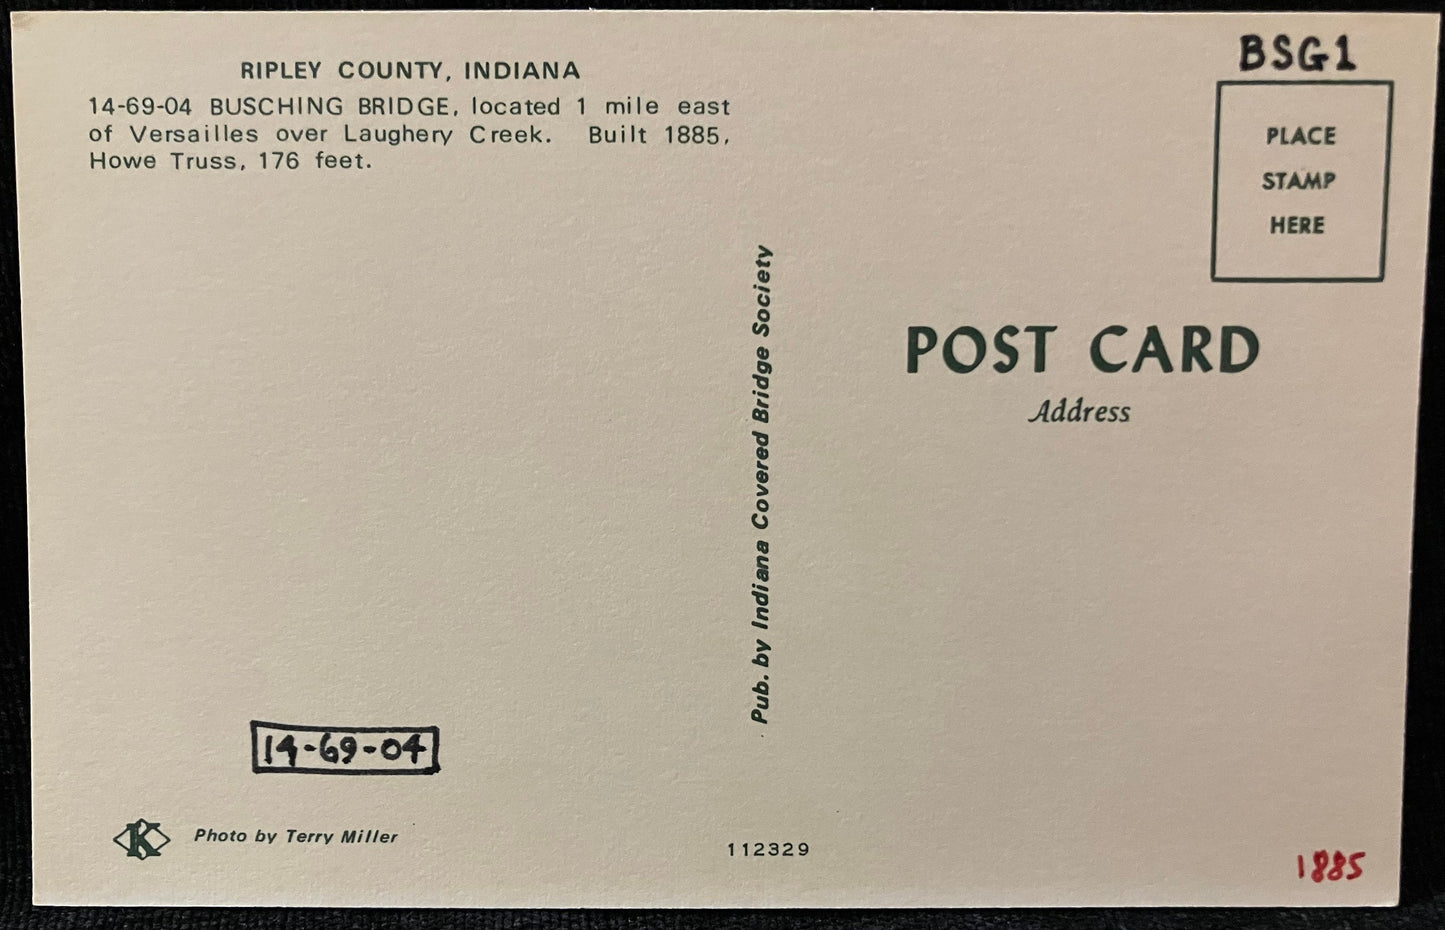 RIPLEY COUNTY, INDIANA
14-69-04 BUSCHING BRIDGE, located 1 mile east
of Versailles over Laughery Creek. Built 1885,
Howe Truss, 176 feet.
BSG1
PLACE
STAMP
HERE
Pub. by Indiana Covered Bridge Society
POST CARD
Address
14-69-04
K
Photo by Terry Miller
112329
1885